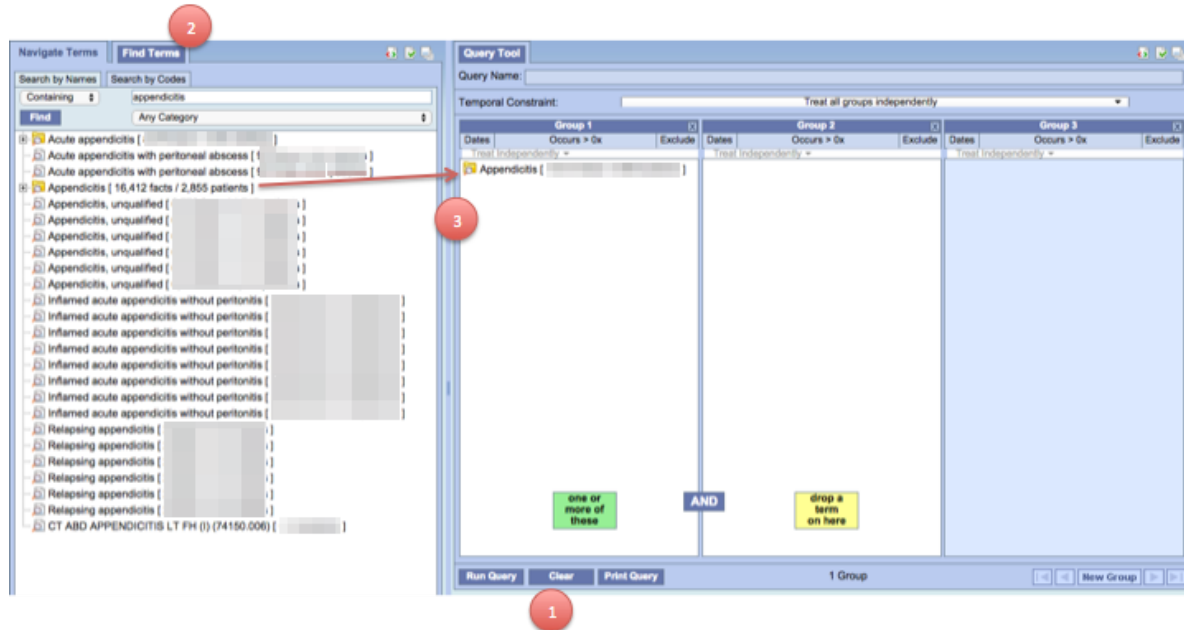 2
Navigate Terms Find Terms
Search by Names Search by Codes
Containing appendicitis
Find Any Category
Acute appendicitis [ ]
Acute appendicitis with peritoneal abscess [ ]
Acute appendicitis with peritoneal abscess [ ]
Appendicitis [ 16,412 facts / 2,855 patients ]
Appendicitis, unqualified [ ]
Appendicitis, unqualified [ ]
Appendicitis, unqualified [ ]
Appendicitis, unqualified [ ]
Appendicitis, unqualified [ ]
Appendicitis, unqualified [ ]
Inflamed acute appendicitis without peritonitis [ ]
Inflamed acute appendicitis without peritonitis [ ]
Inflamed acute appendicitis without peritonitis [ ]
Inflamed acute appendicitis without peritonitis [ ]
Inflamed acute appendicitis without peritonitis [ ]
Inflamed acute appendicitis without peritonitis [ ]
Inflamed acute appendicitis without peritonitis [ ]
Inflamed acute appendicitis without peritonitis [ ]
Relapsing appendicitis [ ]
Relapsing appendicitis [ ]
Relapsing appendicitis [ ]
Relapsing appendicitis [ ]
Relapsing appendicitis [ ]
Relapsing appendicitis [ ]
CT ABD APPENDICITIS LT FH (I) (74150.006) [ ]
Query Tool
Query Name:
Temporal Constraint: Treat all groups independently
Group 1 Group 2 Group 3
Dates Occurs > 0x Exclude Dates Occurs > 0x Exclude Dates Occurs > 0x Exclude
Treat Independently Treat Independently Treat Independently
Appendicitis [ ]
3
one or
more of
these
AND
drop a
term
on here
Run Query Clear Print Query 1 Group New Group
1